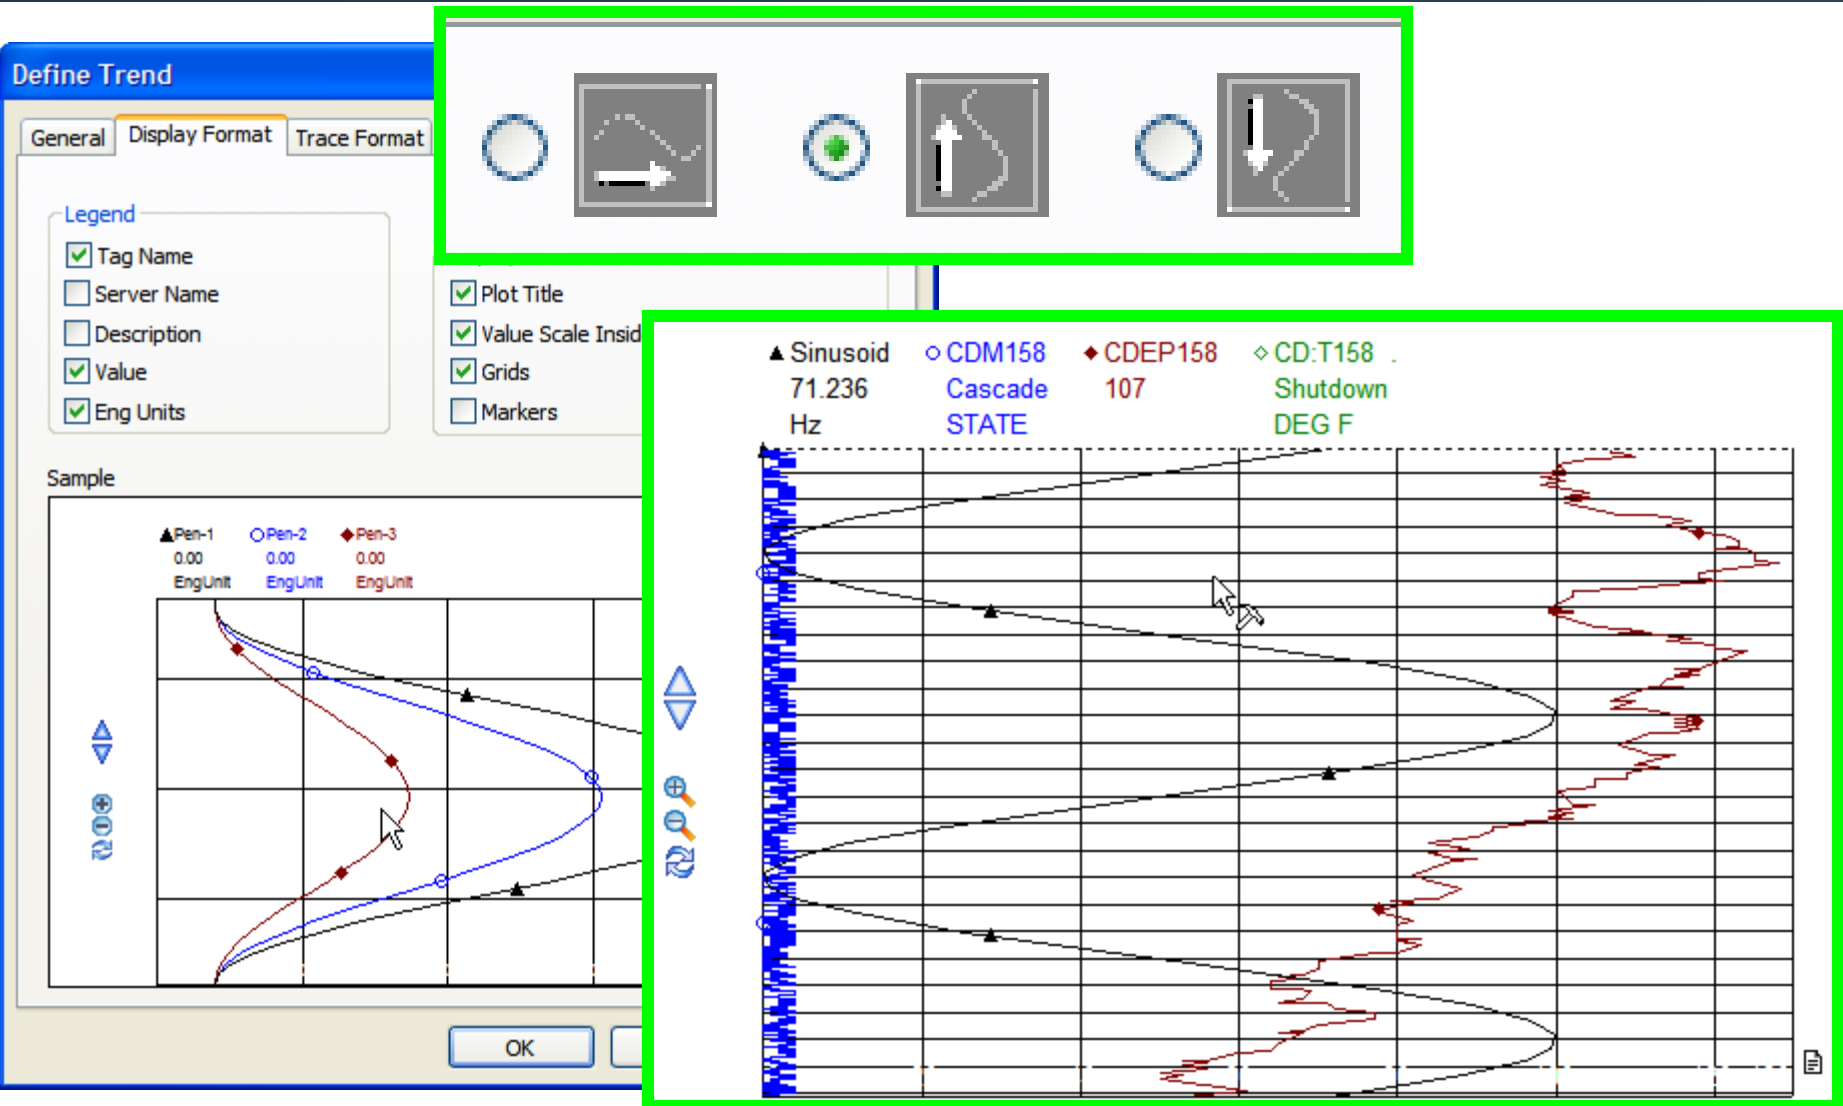 Define Trend
General Display Format Trace Format
Legend
Tag Name
Server Name
Description
Value
Eng Units
Plot Title
Value Scale Insid
Grids
Markers
Sample
Pen-1 Pen-2 Pen-3
0.00 0.00 0.00
EngUnit EngUnit EngUnit
OK
Sinusoid CDM158 CDEP158 CD:T158 .
71.236 Cascade 107 Shutdown
Hz STATE DEG F